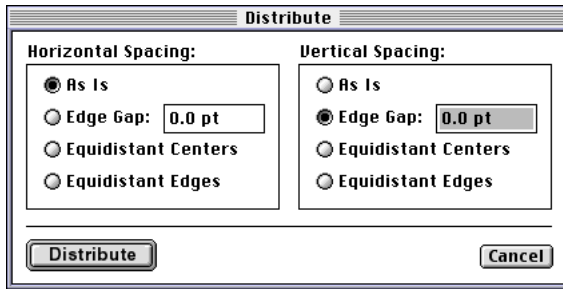 Distribute
Horizontal Spacing:
As Is
Edge Gap: 0.0 pt
Equidistant Centers
Equidistant Edges
Vertical Spacing:
As Is
Edge Gap: 0.0 pt
Equidistant Centers
Equidistant Edges
Distribute
Cancel